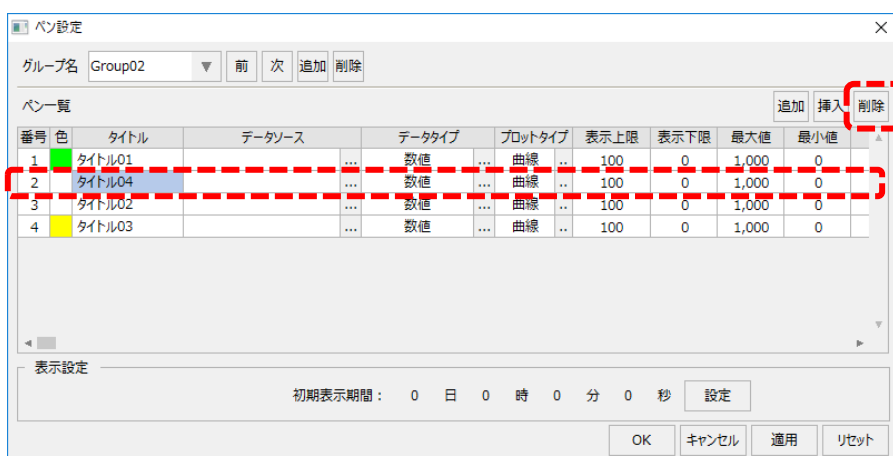 ペン設定
グループ名 Group02 前 次 追加 削除
ペン一覧 追加 挿入 削除
番号 色 タイトル データソース データタイプ プロットタイプ 表示上限 表示下限 最大値 最小値
1 タイトル01 ... 数値 ... 曲線 .. 100 0 1,000 0
2 タイトル04 ... 数値 ... 曲線 .. 100 0 1,000 0
3 タイトル02 ... 数値 ... 曲線 .. 100 0 1,000 0
4 タイトル03 ... 数値 ... 曲線 .. 100 0 1,000 0
表示設定
初期表示期間： 0 日 0 時 0 分 0 秒 設定
OK キャンセル 適用 リセット